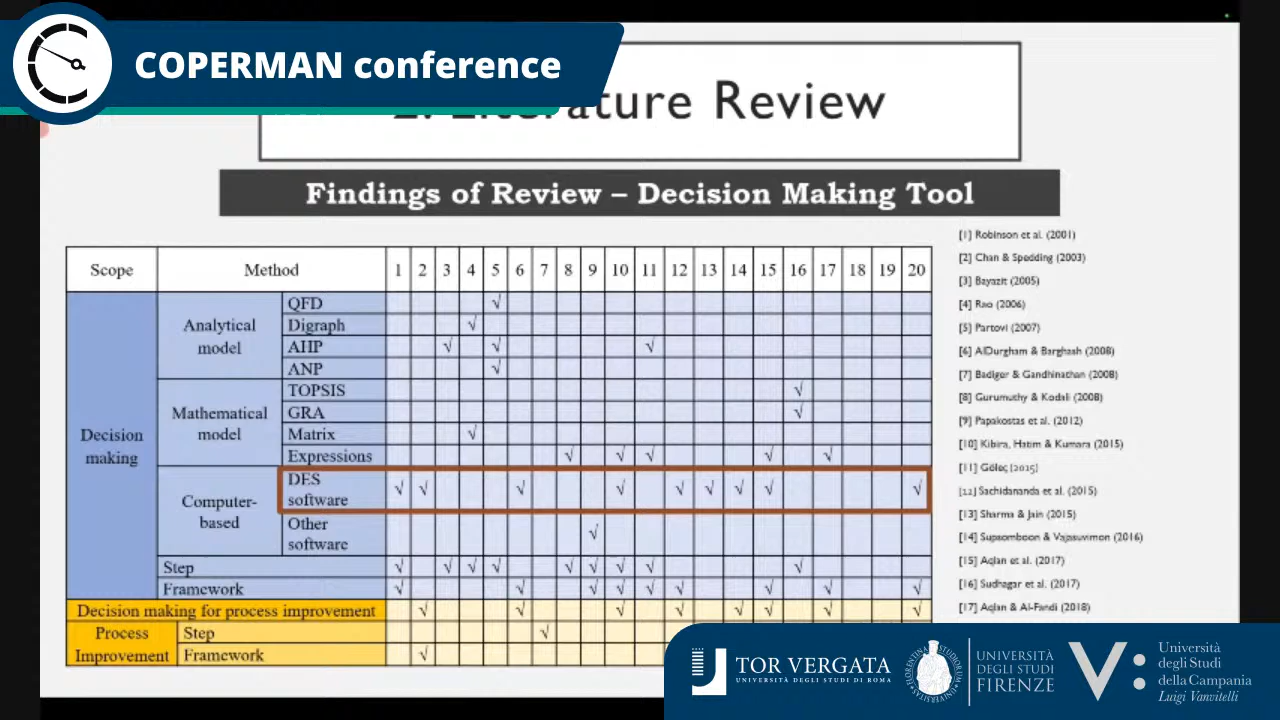 COPERMAN conference
2. Literature Review
Findings of Review – Decision Making Tool
Scope Method 1 2 3 4 5 6 7 8 9 10 11 12 13 14 15 16 17 18 19 20
Decision
making
Analytical
model
QFD √
Digraph √
AHP √ √ √
ANP √
Mathematical
model
TOPSIS √
GRA √
Matrix √
Expressions √ √ √ √ √
Computer-
based
DES
software √ √ √ √ √ √ √ √ √
Other
software √
Step √ √ √ √ √ √ √ √ √
Framework √ √ √ √ √ √ √ √ √
Decision making for process improvement √ √ √ √ √ √ √ √
Process
Improvement
Step √
Framework √
[1] Robinson et al. (2001)
[2] Chan & Spedding (2003)
[3] Bayazit (2005)
[4] Rao (2006)
[5] Partovi (2007)
[6] AlDurgham & Barghash (2008)
[7] Badiger & Gandhinathan (2008)
[8] Gurumuthy & Kodali (2008)
[9] Papakostas et al. (2012)
[10] Kibira, Hatim & Kumara (2015)
[11] Göleç (2015)
[12] Sachidananda et al. (2015)
[13] Sharma & Jain (2015)
[14] Supsomboon & Vajasuvimon (2016)
[15] Aqlan et al. (2017)
[16] Sudhagar et al. (2017)
[17] Aqlan & Al-Fandi (2018)
TOR VERGATA
UNIVERSITÀ DEGLI STUDI DI ROMA
UNIVERSITÀ
DEGLI STUDI
FIRENZE
V:
Università
degli Studi
della Campania
Luigi Vanvitelli